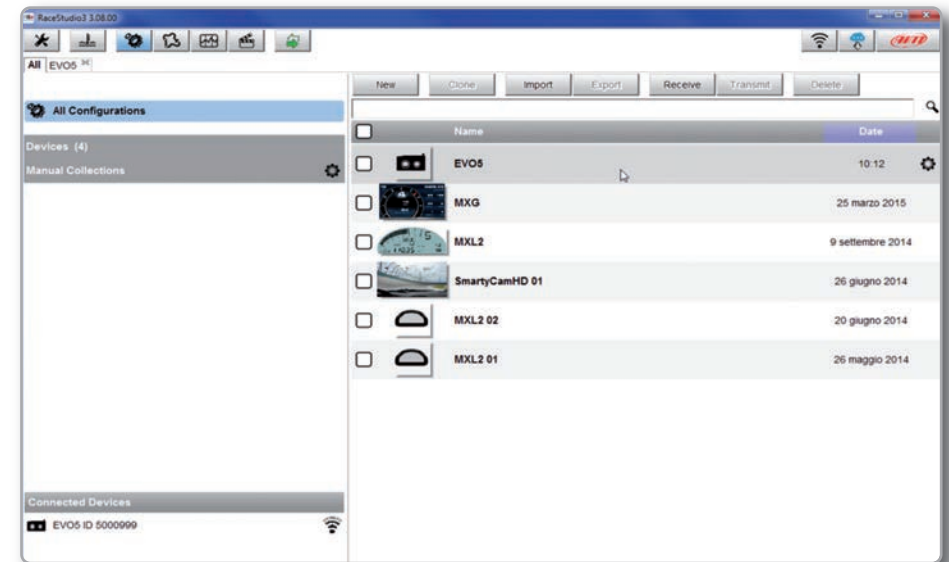 RaceStudio3 3.08.00
AiM
All EVO5
New Clone Import Export Receive Transmit Delete
All Configurations
Name Date
Devices (4)
Manual Collections
EVO5 10:12
MXG 25 marzo 2015
MXL2 9 settembre 2014
SmartyCamHD 01 26 giugno 2014
MXL2 02 20 giugno 2014
MXL2 01 26 maggio 2014
Connected Devices
EVO5 ID 5000999